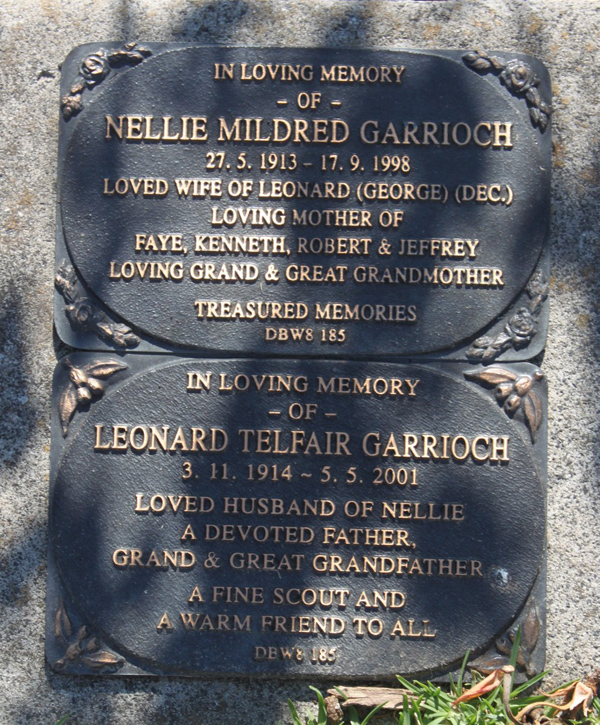 IN LOVING MEMORY
– OF –
NELLIE MILDRED GARRIOCH
27. 5. 1913 – 17. 9. 1998
LOVED WIFE OF LEONARD (GEORGE) (DEC.)
LOVING MOTHER OF
FAYE, KENNETH, ROBERT & JEFFREY
LOVING GRAND & GREAT GRANDMOTHER
TREASURED MEMORIES
DBW8 185
IN LOVING MEMORY
– OF –
LEONARD TELFAIR GARRIOCH
3. 11. 1914 ~ 5. 5. 2001
LOVED HUSBAND OF NELLIE
A DEVOTED FATHER,
GRAND & GREAT GRANDFATHER
A FINE SCOUT AND
A WARM FRIEND TO ALL
DBW8 185